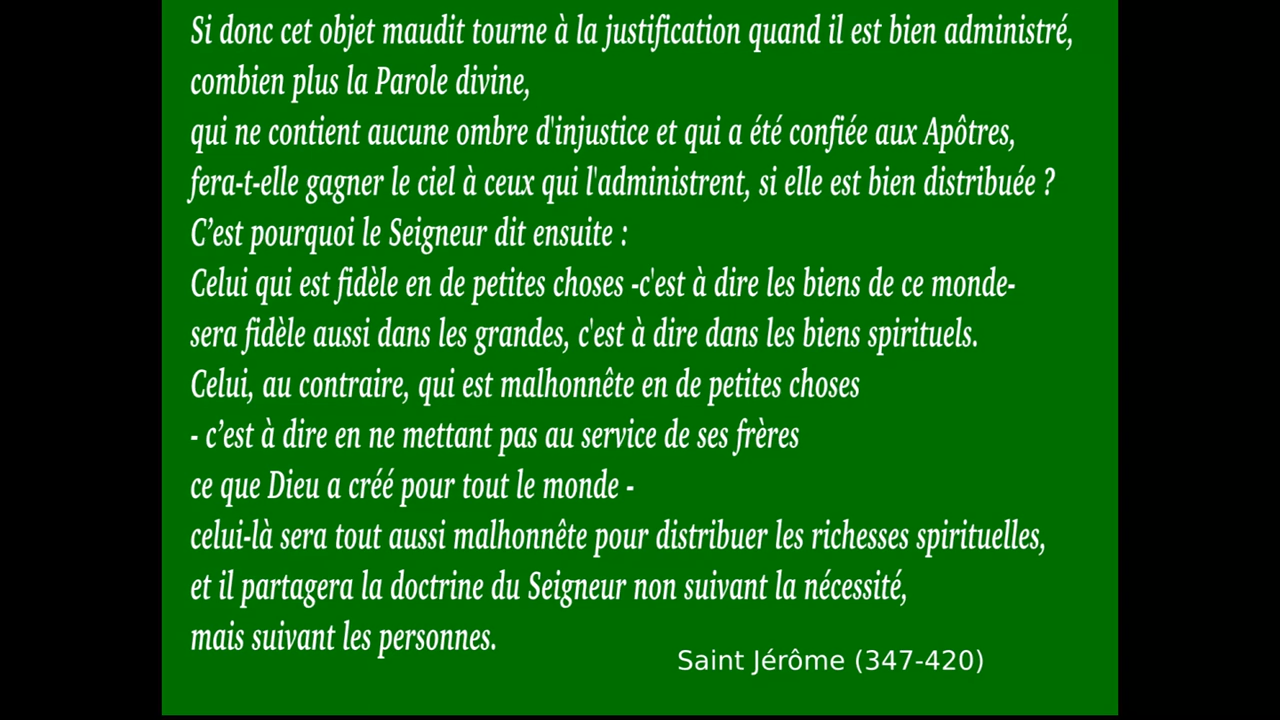 Si donc cet objet maudit tourne à la justification quand il est bien administré,
combien plus la Parole divine,
qui ne contient aucune ombre d'injustice et qui a été confiée aux Apôtres,
fera-t-elle gagner le ciel à ceux qui l'administrent, si elle est bien distribuée ?
C’est pourquoi le Seigneur dit ensuite :
Celui qui est fidèle en de petites choses -c'est à dire les biens de ce monde-
sera fidèle aussi dans les grandes, c'est à dire dans les biens spirituels.
Celui, au contraire, qui est malhonnête en de petites choses
- c’est à dire en ne mettant pas au service de ses frères
ce que Dieu a créé pour tout le monde -
celui-là sera tout aussi malhonnête pour distribuer les richesses spirituelles,
et il partagera la doctrine du Seigneur non suivant la nécessité,
mais suivant les personnes.
Saint Jérôme (347-420)